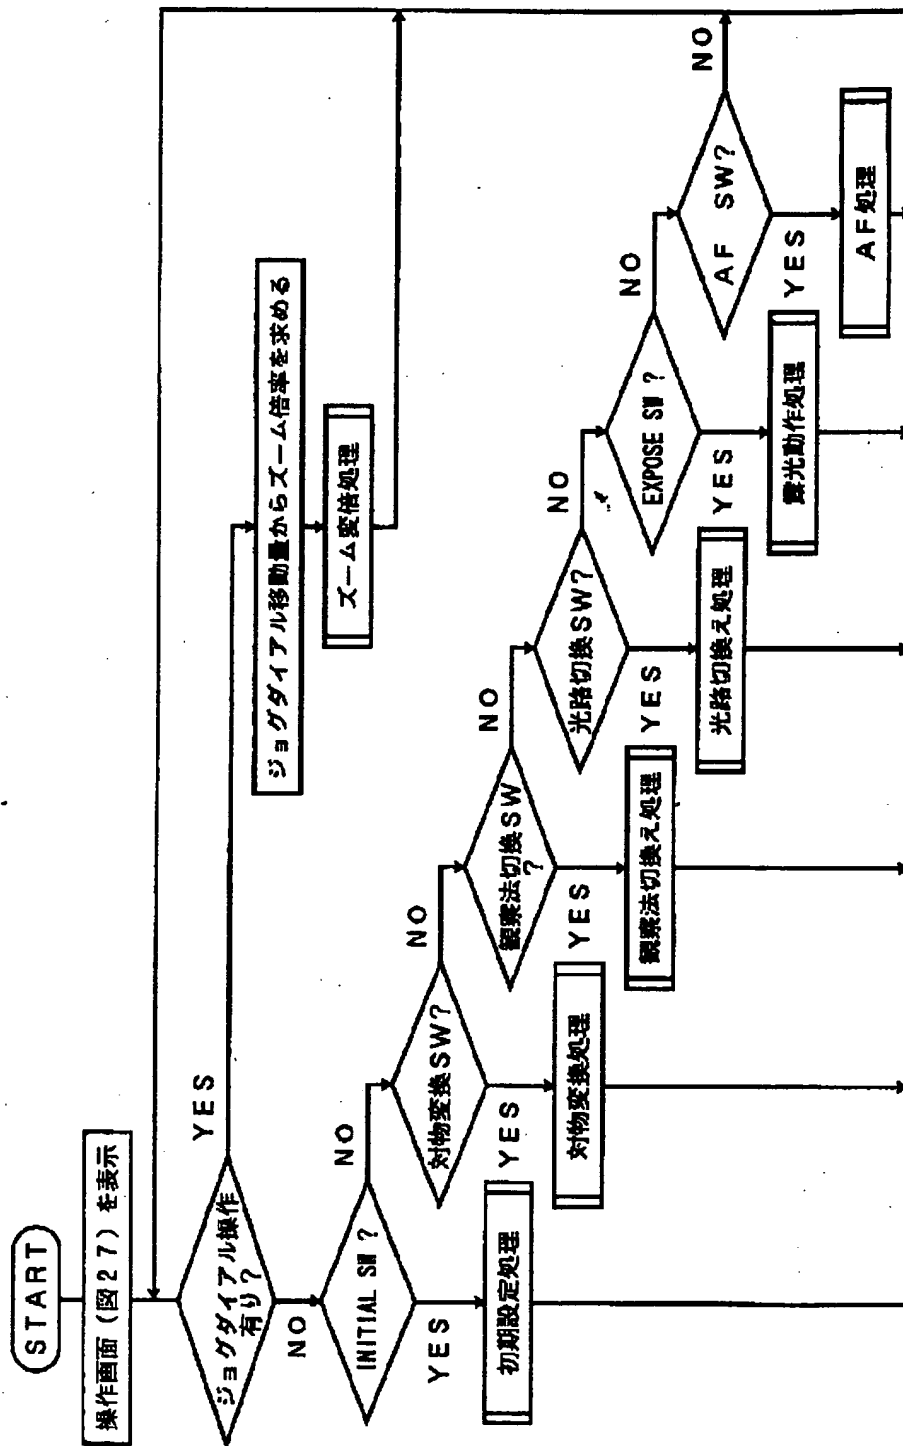 START
操作画面(図27)を表示
ジョグダイアル操作
有り?
YES
ジョグダイアル移動量からズーム倍率を求める
ズーム変倍処理
NO
INITIAL SW?
YES
初期設定処理
NO
対物変換SW?
YES
対物変換処理
NO
観察法切換SW
?
YES
観察法切換え処理
NO
光路切換SW?
YES
光路切換え処理
NO
EXPOSE SW?
YES
露光動作処理
NO
AF SW?
YES
AF処理
NO